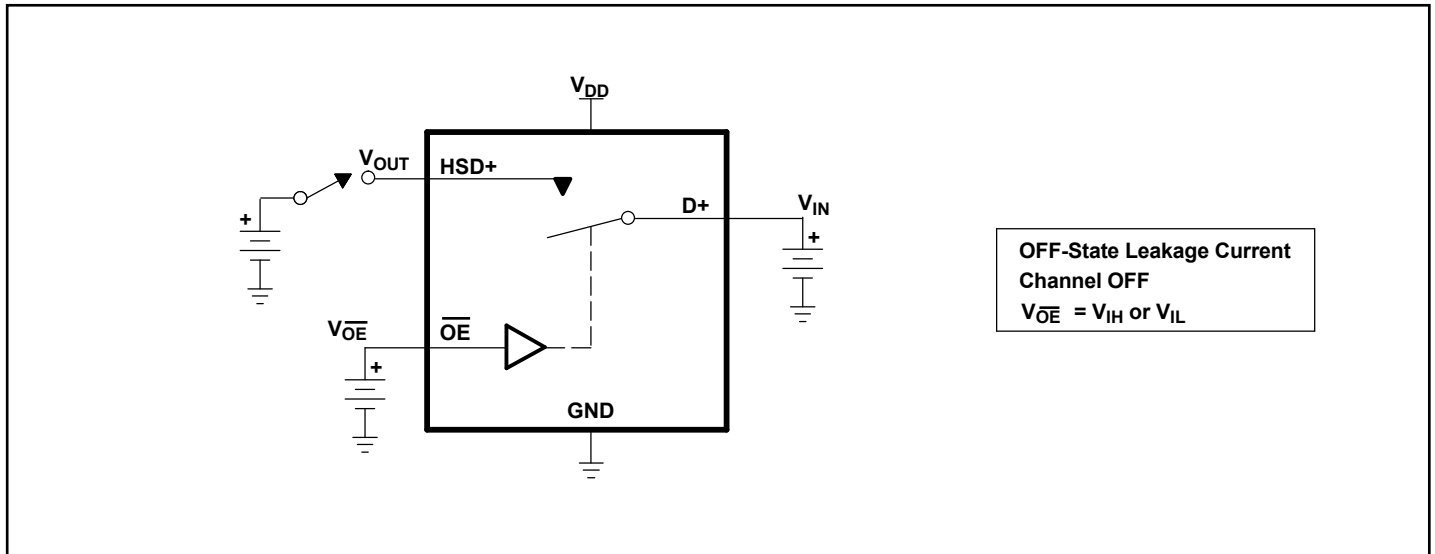 VDD
VOUT
HSD+
+
D+
VIN
+
VOE
OE
+
GND
OFF-State Leakage Current
Channel OFF
VOE = VIH or VIL